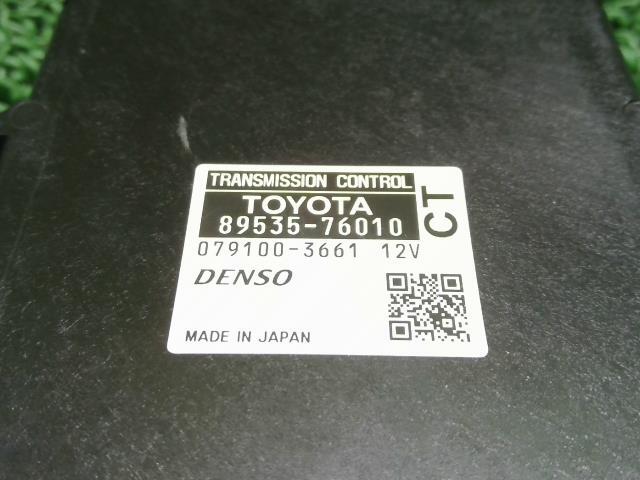 TRANSMISSION CONTROL
TOYOTA
89535-76010
CT
079100-3661 12V
DENSO
MADE IN JAPAN